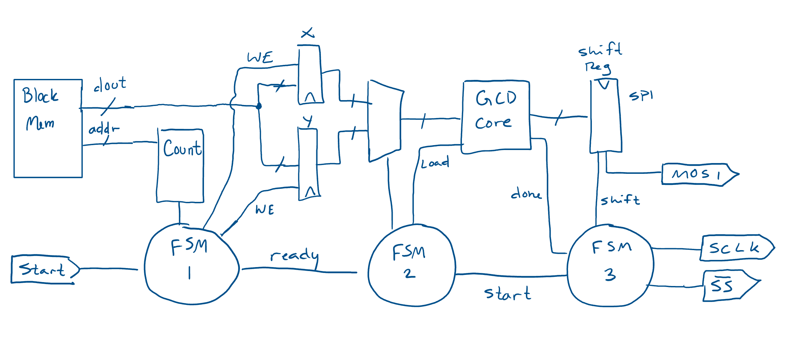 X
WE
shift
Reg
SPI
Block
Mem
dout
addr
Count
Y
WE
GCD
Core
Load
done
shift
MOSI
Start
FSM
1
ready
FSM
2
Start
FSM
3
SCLK
SS